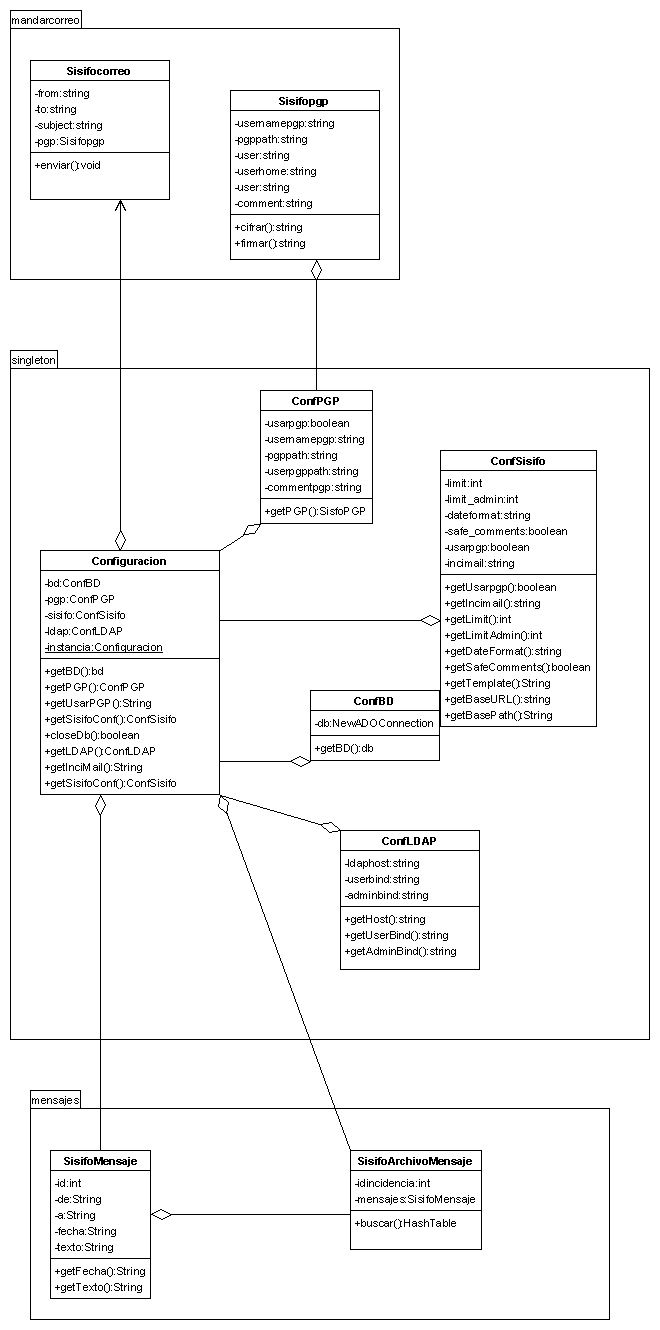 mandarcorreo
Sisifocorreo
-from:string
-to:string
-subject:string
-pgp:Sisifopgp
+enviar():void
Sisifopgp
-usernamepgp:string
-pgppath:string
-user:string
-userhome:string
-user:string
-comment:string
+cifrar():string
+firmar():string
singleton
ConfPGP
-usarpgp:boolean
-usernamepgp:string
-pgppath:string
-userpgppath:string
-commentpgp:string
+getPGP():SisfoPGP
ConfSisifo
-limit:int
-limit_admin:int
-dateformat:string
-safe_comments:boolean
-usarpgp:boolean
-incimail:string
+getUsarpgp():boolean
+getIncimail():string
+getLimit():int
+getLimitAdmin():int
+getDateFormat():string
+getSafeComments():boolean
+getTemplate():String
+getBaseURL():string
+getBasePath():String
Configuracion
-bd:ConfBD
-pgp:ConfPGP
-sisifo:ConfSisifo
-ldap:ConfLDAP
-instancia:Configuracion
+getBD():bd
+getPGP():ConfPGP
+getUsarPGP():String
+getSisifoConf():ConfSisifo
+closeDb():boolean
+getLDAP():ConfLDAP
+getInciMail():String
+getSisifoConf():ConfSisifo
ConfBD
-db:NewADOConnection
+getBD():db
ConfLDAP
-ldaphost:string
-userbind:string
-adminbind:string
+getHost():string
+getUserBind():string
+getAdminBind():string
mensajes
SisifoMensaje
-id:int
-de:String
-a:String
-fecha:String
-texto:String
+getFecha():String
+getTexto():String
SisifoArchivoMensaje
-idincidencia:int
-mensajes:SisifoMensaje
+buscar():HashTable